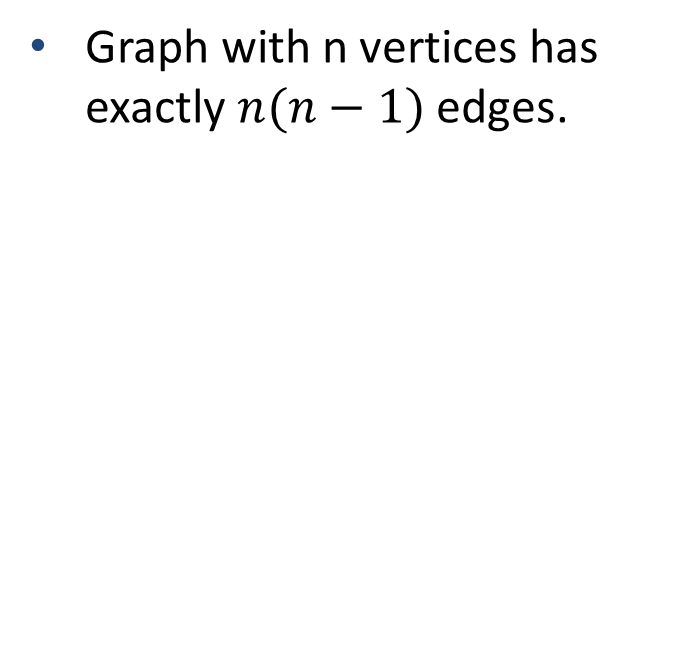 • Graph with n vertices has
exactly n(n − 1) edges.